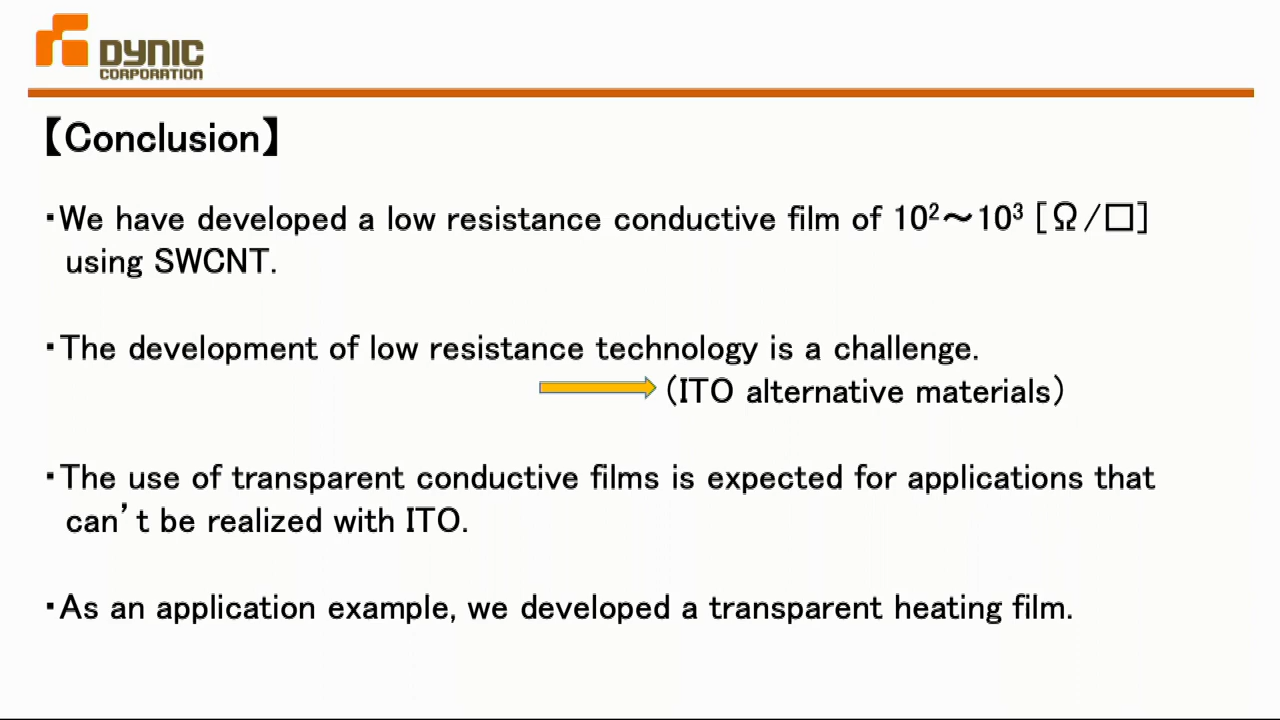 DYNIC
CORPORATION
【Conclusion】
・We have developed a low resistance conductive film of 10²～10³ [Ω/□]
using SWCNT.
・The development of low resistance technology is a challenge.
(ITO alternative materials)
・The use of transparent conductive films is expected for applications that
can’t be realized with ITO.
・As an application example, we developed a transparent heating film.